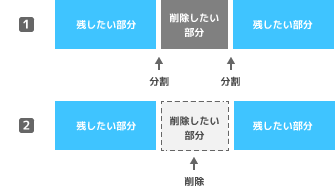 1
残したい部分
削除したい
部分
残したい部分
分割
分割
2
残したい部分
削除したい
部分
残したい部分
削除